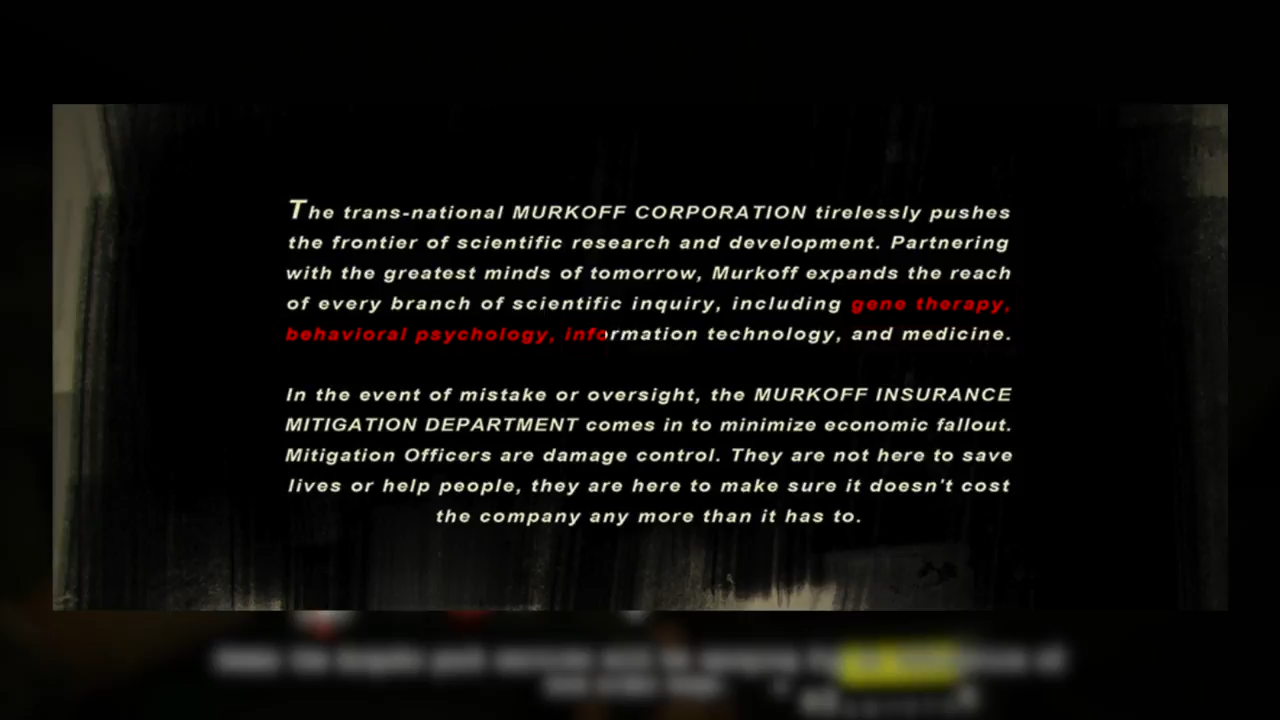 The trans-national MURKOFF CORPORATION tirelessly pushes
the frontier of scientific research and development. Partnering
with the greatest minds of tomorrow, Murkoff expands the reach
of every branch of scientific inquiry, including gene therapy,
behavioral psychology, information technology, and medicine.
In the event of mistake or oversight, the MURKOFF INSURANCE
MITIGATION DEPARTMENT comes in to minimize economic fallout.
Mitigation Officers are damage control. They are not here to save
lives or help people, they are here to make sure it doesn't cost
the company any more than it has to.